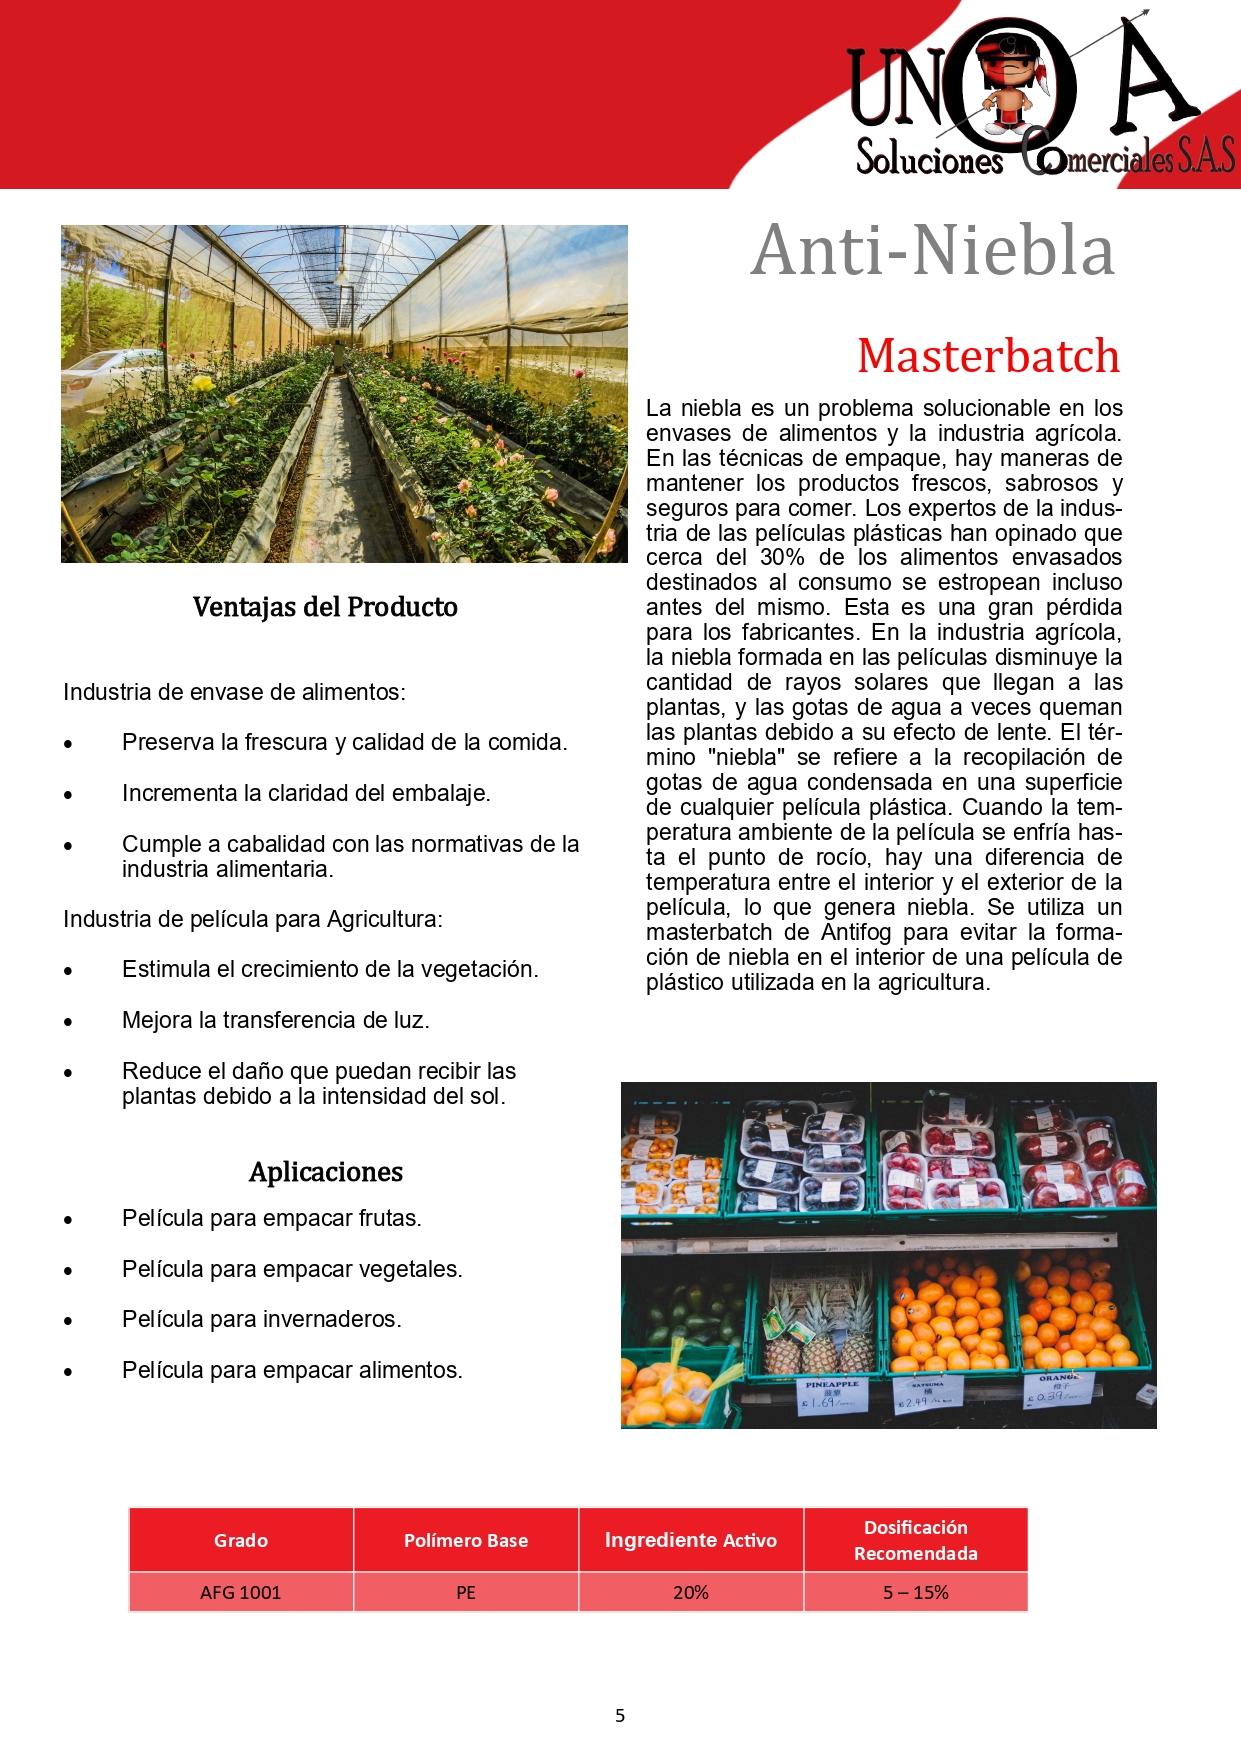 UNOA
Soluciones Comerciales S.A.S
Anti-Niebla
Masterbatch
La niebla es un problema solucionable en los
envases de alimentos y la industria agrícola.
En las técnicas de empaque, hay maneras de
mantener los productos frescos, sabrosos y
seguros para comer. Los expertos de la indus-
tria de las películas plásticas han opinado que
cerca del 30% de los alimentos envasados
destinados al consumo se estropean incluso
antes del mismo. Esta es una gran pérdida
para los fabricantes. En la industria agrícola,
la niebla formada en las películas disminuye la
cantidad de rayos solares que llegan a las
plantas, y las gotas de agua a veces queman
las plantas debido a su efecto de lente. El tér-
mino "niebla" se refiere a la recopilación de
gotas de agua condensada en una superficie
de cualquier película plástica. Cuando la tem-
peratura ambiente de la película se enfría has-
ta el punto de rocío, hay una diferencia de
temperatura entre el interior y el exterior de la
película, lo que genera niebla. Se utiliza un
masterbatch de Antifog para evitar la forma-
ción de niebla en el interior de una película de
plástico utilizada en la agricultura.
Ventajas del Producto
Industria de envase de alimentos:
• Preserva la frescura y calidad de la comida.
• Incrementa la claridad del embalaje.
• Cumple a cabalidad con las normativas de la
industria alimentaria.
Industria de película para Agricultura:
• Estimula el crecimiento de la vegetación.
• Mejora la transferencia de luz.
• Reduce el daño que puedan recibir las
plantas debido a la intensidad del sol.
Aplicaciones
• Película para empacar frutas.
• Película para empacar vegetales.
• Película para invernaderos.
• Película para empacar alimentos.
PINEAPPLE
£1.69
SATSUMA
橘
£2.49
ORANGE
橙子
£0.39
Grado Polímero Base Ingrediente Activo Dosificación
Recomendada
AFG 1001 PE 20% 5 – 15%
5